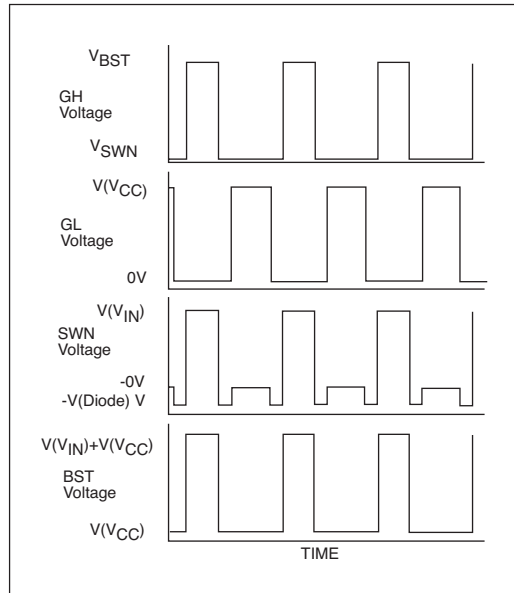 VBST
GH
Voltage
VSWN
V(VCC)
GL
Voltage
0V
V(VIN)
SWN
Voltage
-0V
-V(Diode) V
V(VIN)+V(VCC)
BST
Voltage
V(VCC)
TIME